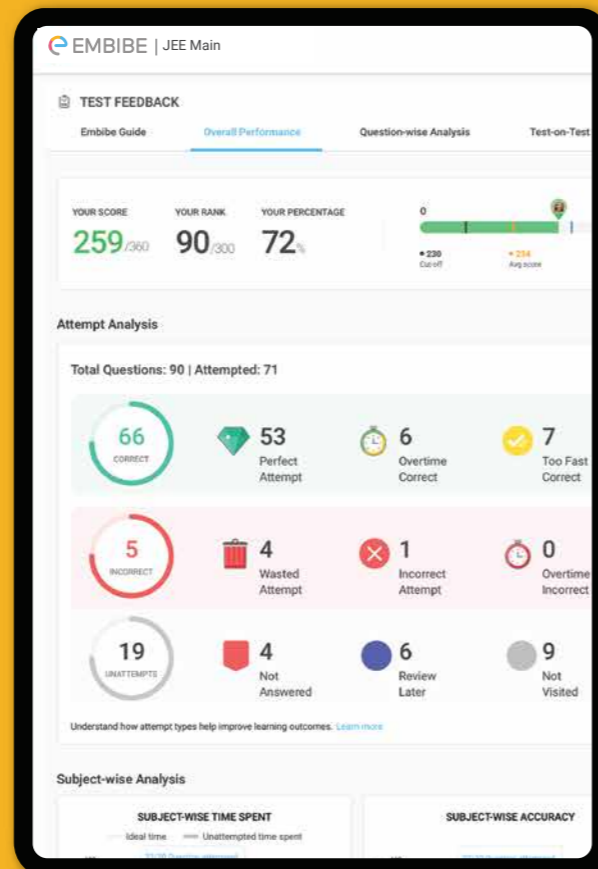 EMBIBE | JEE Main
TEST FEEDBACK
Embibe Guide Overall Performance Question-wise Analysis Test-on-Test
YOUR SCORE YOUR RANK YOUR PERCENTAGE
259/360 90/300 72%
0
230
Cut off
Avg score
Attempt Analysis
Total Questions: 90 | Attempted: 71
66
CORRECT
53
Perfect
Attempt
6
Overtime
Correct
7
Too Fast
Correct
5
INCORRECT
4
Wasted
Attempt
1
Incorrect
Attempt
0
Overtime
Incorrect
19
UNATTEMPTS
4
Not
Answered
6
Review
Later
9
Not
Visited
Understand how attempt types help improve learning outcomes. Learn more
Subject-wise Analysis
SUBJECT-WISE TIME SPENT
Ideal time Unattempted time spent
SUBJECT-WISE ACCURACY